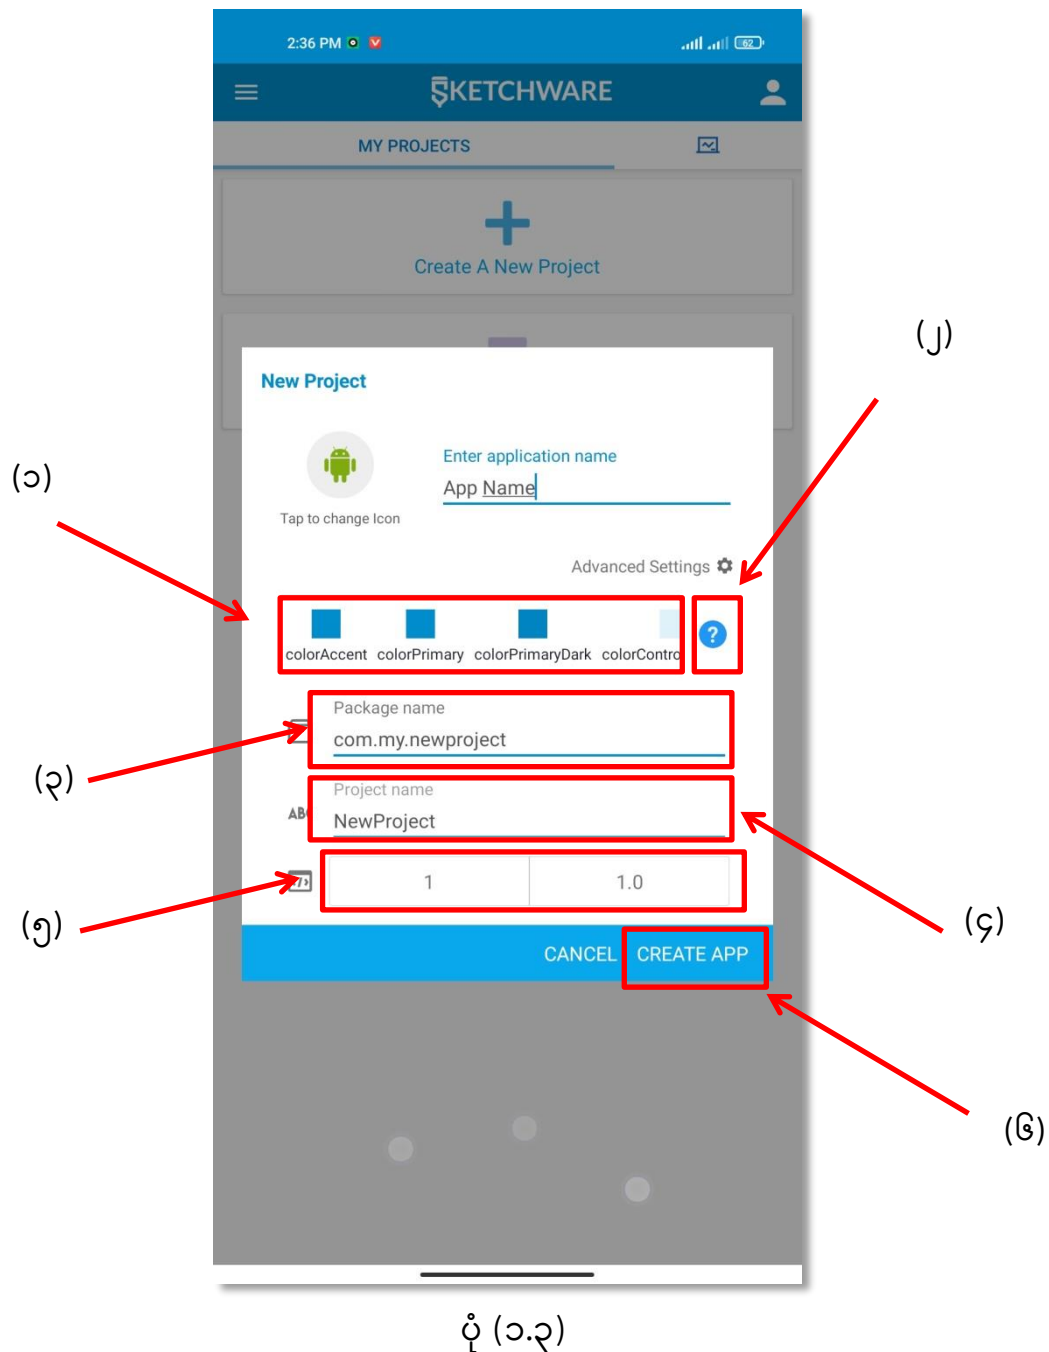 2:36 PM 62
SKETCHWARE
MY PROJECTS
Create A New Project
(၂)
New Project
Enter application name
App Name
(၁)
Tap to change Icon
Advanced Settings
?
colorAccent colorPrimary colorPrimaryDark colorContro
Package name
com.my.newproject
(၃)
Project name
ABC NewProject
1 1.0
(၅)
(၄)
CANCEL CREATE APP
(၆)
ပုံ (၁.၃)